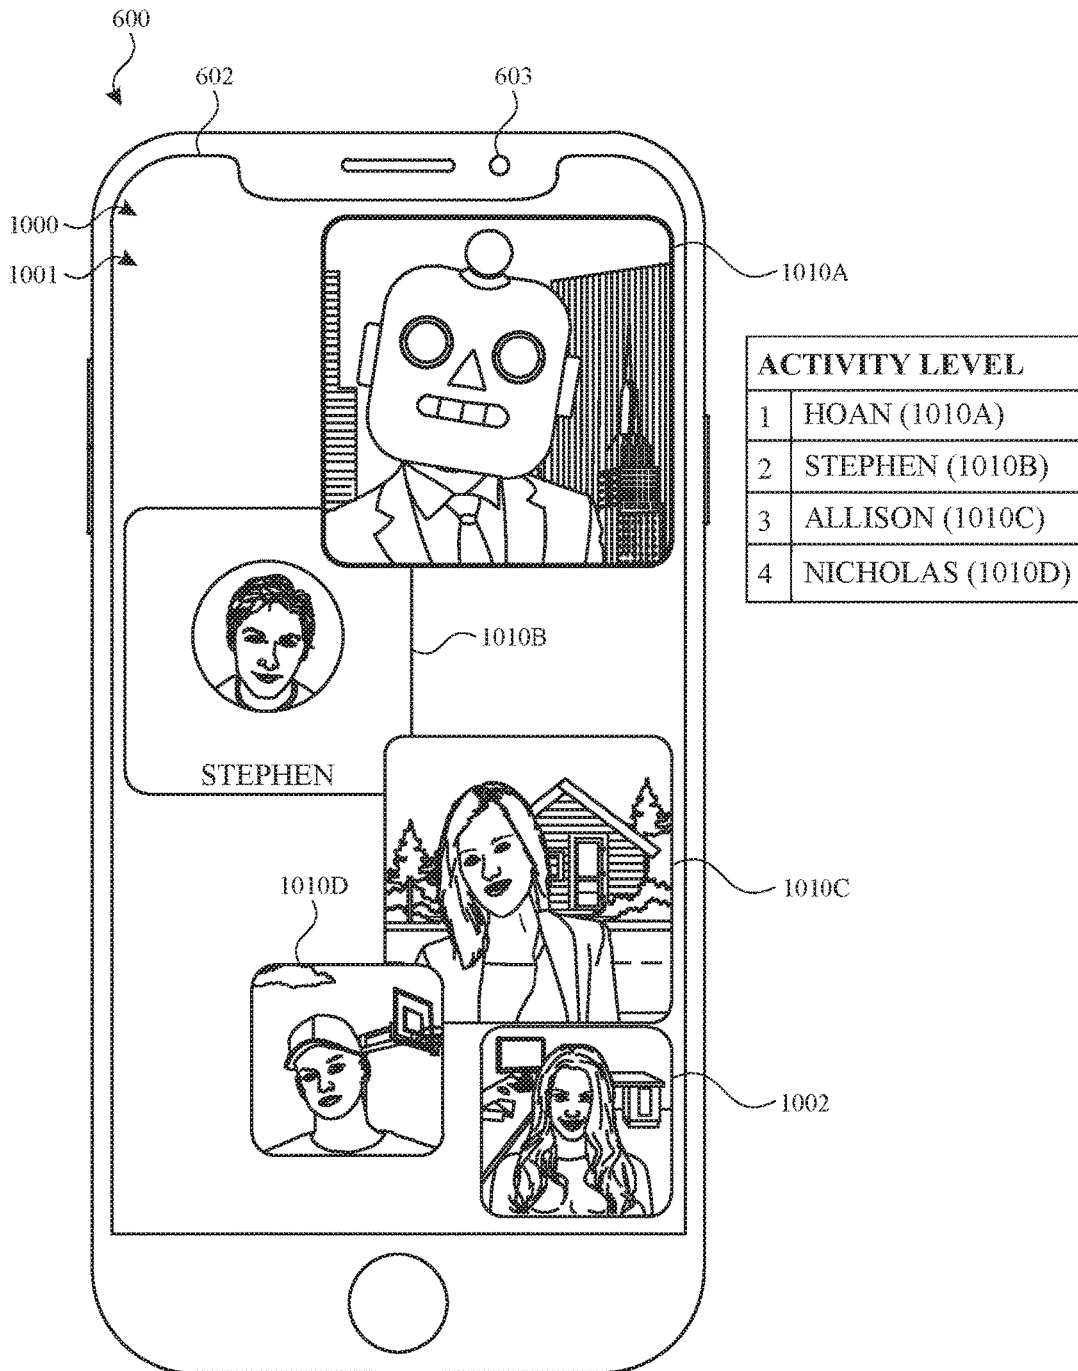 600
602
603
1000
1001
1010A
ACTIVITY LEVEL
1 HOAN (1010A)
2 STEPHEN (1010B)
3 ALLISON (1010C)
4 NICHOLAS (1010D)
1010B
STEPHEN
1010D
1010C
1002